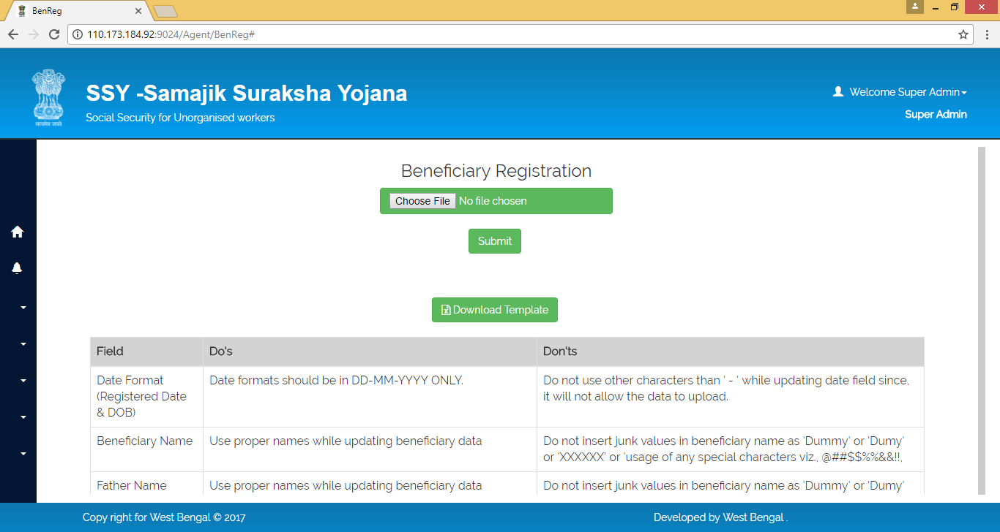 BenReg
110.173.184.92:9024/Agent/BenReg#
SSY -Samajik Suraksha Yojana
Social Security for Unorganised workers
Welcome Super Admin
Super Admin
सत्यमेव जयते
Beneficiary Registration
Choose File No file chosen
Submit
Download Template
Field Do's Don'ts
Date Format Date formats should be in DD-MM-YYYY ONLY. Do not use other characters than ' - ' while updating date field since,
(Registered Date it will not allow the data to upload.
& DOB)
Beneficiary Name Use proper names while updating beneficiary data Do not insert junk values in beneficiary name as 'Dummy' or 'Dumy'
or 'XXXXXX' or 'usage of any special characters viz., @##$$%%&&!!,
Father Name Use proper names while updating beneficiary data Do not insert junk values in beneficiary name as 'Dummy' or 'Dumy'
Copy right for West Bengal © 2017 Developed by West Bengal .